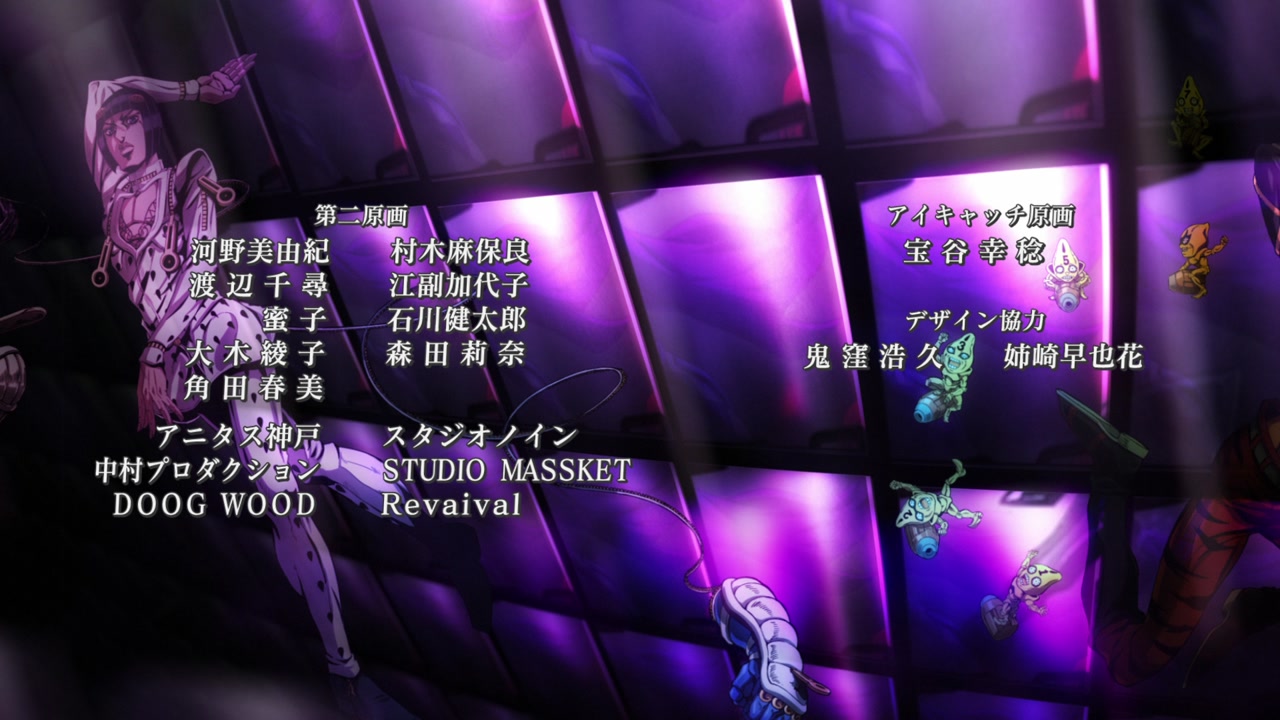 第二原画
河野美由紀 村木麻保良
渡辺千尋 江副加代子
蜜子 石川健太郎
大木綾子 森田莉奈
角田春美
アニタス神戸 スタジオノイン
中村プロダクション STUDIO MASSKET
DOOG WOOD Revaival
アイキャッチ原画
宝谷幸稔
デザイン協力
鬼窪浩久 姉崎早也花